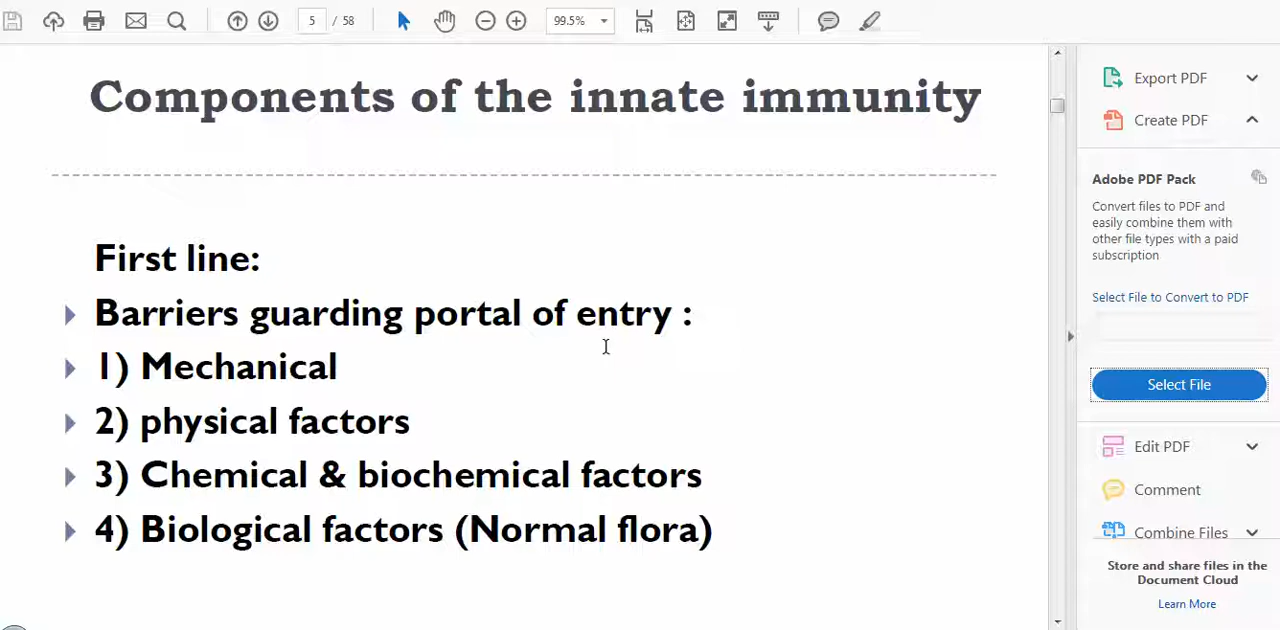 5 / 58
99.5%
Components of the innate immunity
First line:
Barriers guarding portal of entry :
1) Mechanical
2) physical factors
3) Chemical & biochemical factors
4) Biological factors (Normal flora)
Export PDF
Create PDF
Adobe PDF Pack
Convert files to PDF and
easily combine them with
other file types with a paid
subscription
Select File to Convert to PDF
Select File
Edit PDF
Comment
Combine Files
Store and share files in the
Document Cloud
Learn More